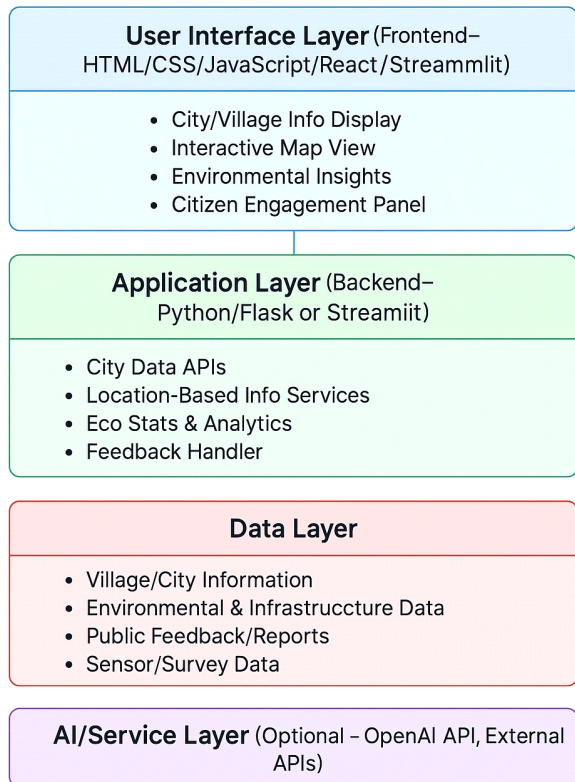 User Interface Layer (Frontend–
HTML/CSS/JavaScript/React/Streammlit)
• City/Village Info Display
• Interactive Map View
• Environmental Insights
• Citizen Engagement Panel
Application Layer (Backend–
Python/Flask or Streamiit)
• City Data APIs
• Location-Based Info Services
• Eco Stats & Analytics
• Feedback Handler
Data Layer
• Village/City Information
• Environmental & Infrastruccture Data
• Public Feedback/Reports
• Sensor/Survey Data
AI/Service Layer (Optional – OpenAI API, External
APIs)